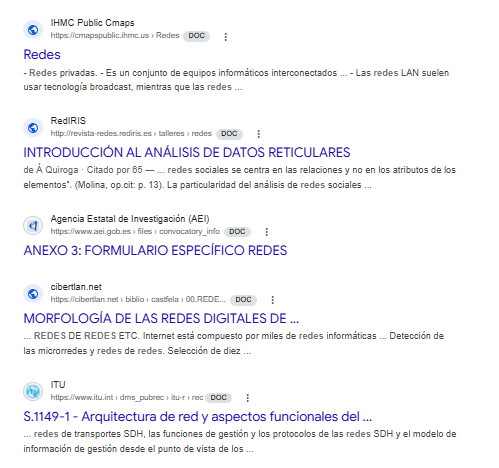 IHMC Public Cmaps
https://cmapspublic.ihmc.us › Redes DOC
Redes
- Redes privadas. - Es un conjunto de equipos informáticos interconectados ... - Las redes LAN suelen
usar tecnología broadcast, mientras que las redes ...
RedIRIS
http://revista-redes.rediris.es › talleres › redes DOC
INTRODUCCIÓN AL ANÁLISIS DE DATOS RETICULARES
de Á Quiroga · Citado por 65 — ... redes sociales se centra en las relaciones y no en los atributos de los
elementos". (Molina, op.cit: p. 13). La particularidad del análisis de redes sociales ...
Agencia Estatal de Investigación (AEI)
https://www.aei.gob.es › files › convocatory_info DOC
ANEXO 3: FORMULARIO ESPECÍFICO REDES
cibertlan.net
https://cibertlan.net › biblio › castfela › 00.REDE... DOC
MORFOLOGÍA DE LAS REDES DIGITALES DE ...
... REDES DE REDES ETC. Internet está compuesto por miles de redes informáticas ... Detección de
las microrredes y redes de redes. Selección de diez ...
ITU
https://www.itu.int › dms_pubrec › itu-r › rec DOC
S.1149-1 - Arquitectura de red y aspectos funcionales del ...
... redes de transportes SDH, las funciones de gestión y los protocolos de las redes SDH y el modelo de
información de gestión desde el punto de vista de los ...